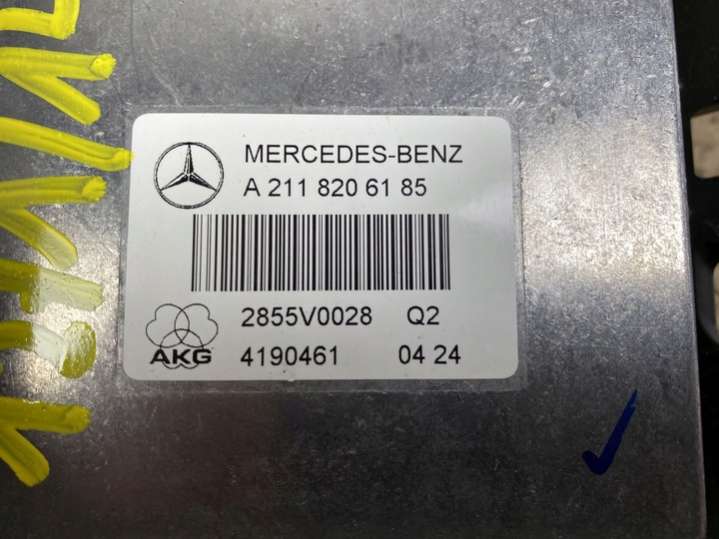 MERCEDES-BENZ
A 211 820 61 85
2855V0028 Q2
AKG 4190461 04 24